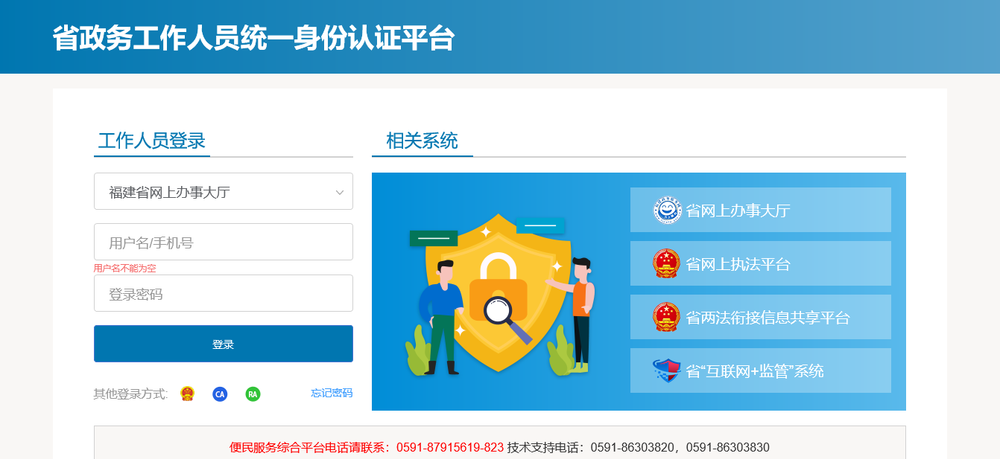 省政务工作人员统一身份认证平台
工作人员登录
福建省网上办事大厅
用户名/手机号
用户名不能为空
登录密码
登录
其他登录方式:
CA
RA
忘记密码
相关系统
省网上办事大厅
省网上执法平台
省两法衔接信息共享平台
省“互联网+监管”系统
便民服务综合平台电话请联系：0591-87915619-823 技术支持电话：0591-86303820，0591-86303830